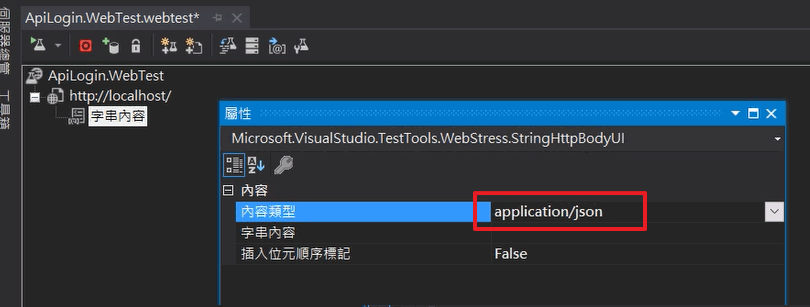 ApiLogin.WebTest.webtest*
伺服器總管
工具箱
ApiLogin.WebTest
http://localhost/
字串內容
屬性
Microsoft.VisualStudio.TestTools.WebStress.StringHttpBodyUI
內容
內容類型 application/json
字串內容
插入位元順序標記 False